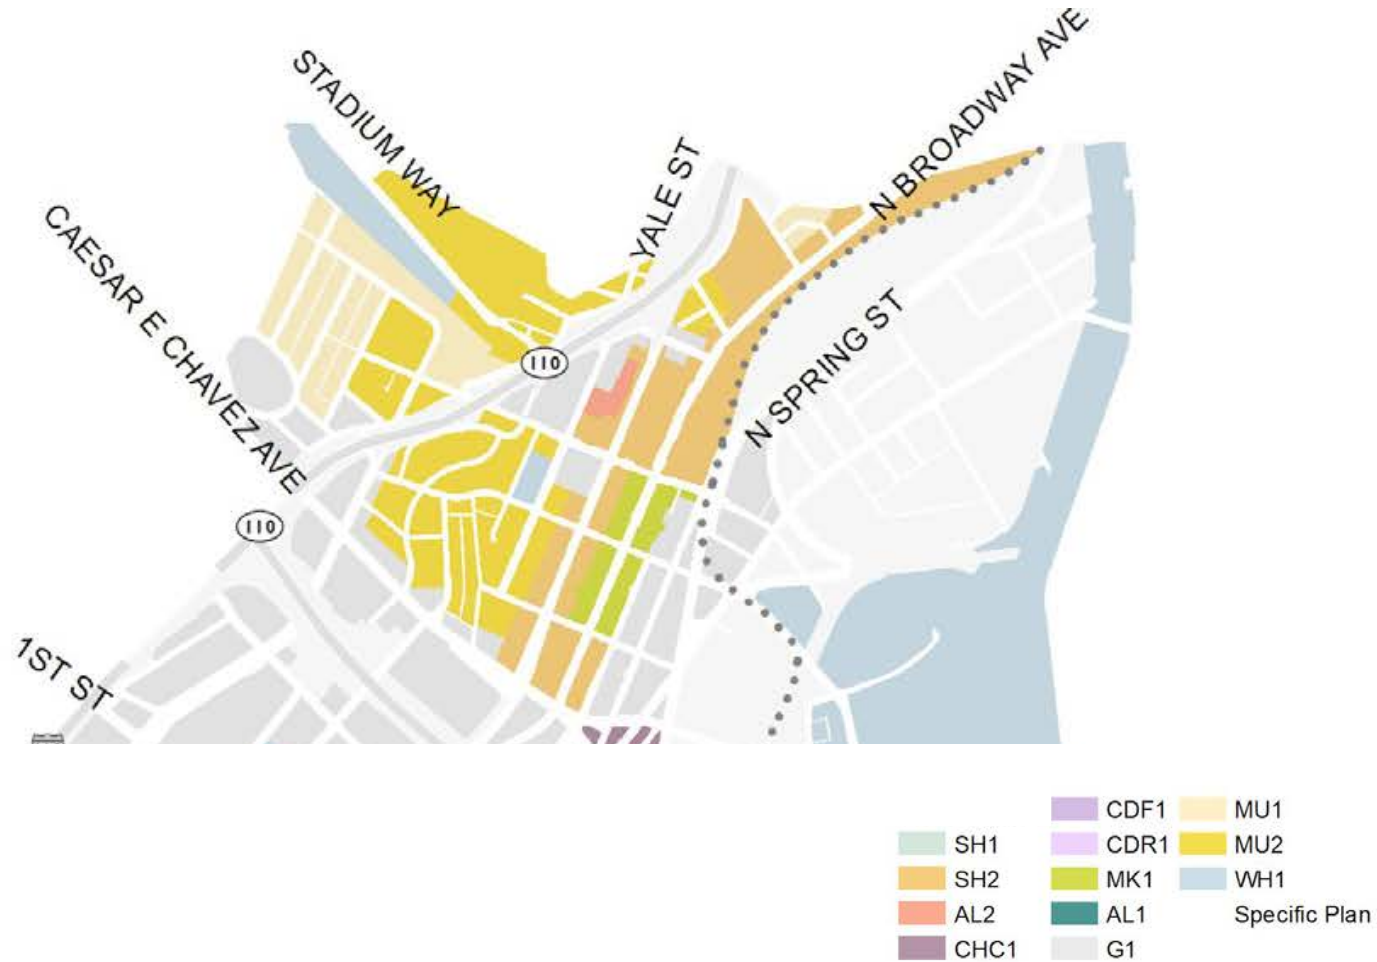 N BROADWAY AVE
STADIUM WAY
YALE ST
CAESAR E CHAVEZ AVE
N SPRING ST
110
110
1ST ST
CDF1 MU1
SH1 CDR1 MU2
SH2 MK1 WH1
AL2 AL1 Specific Plan
CHC1 G1